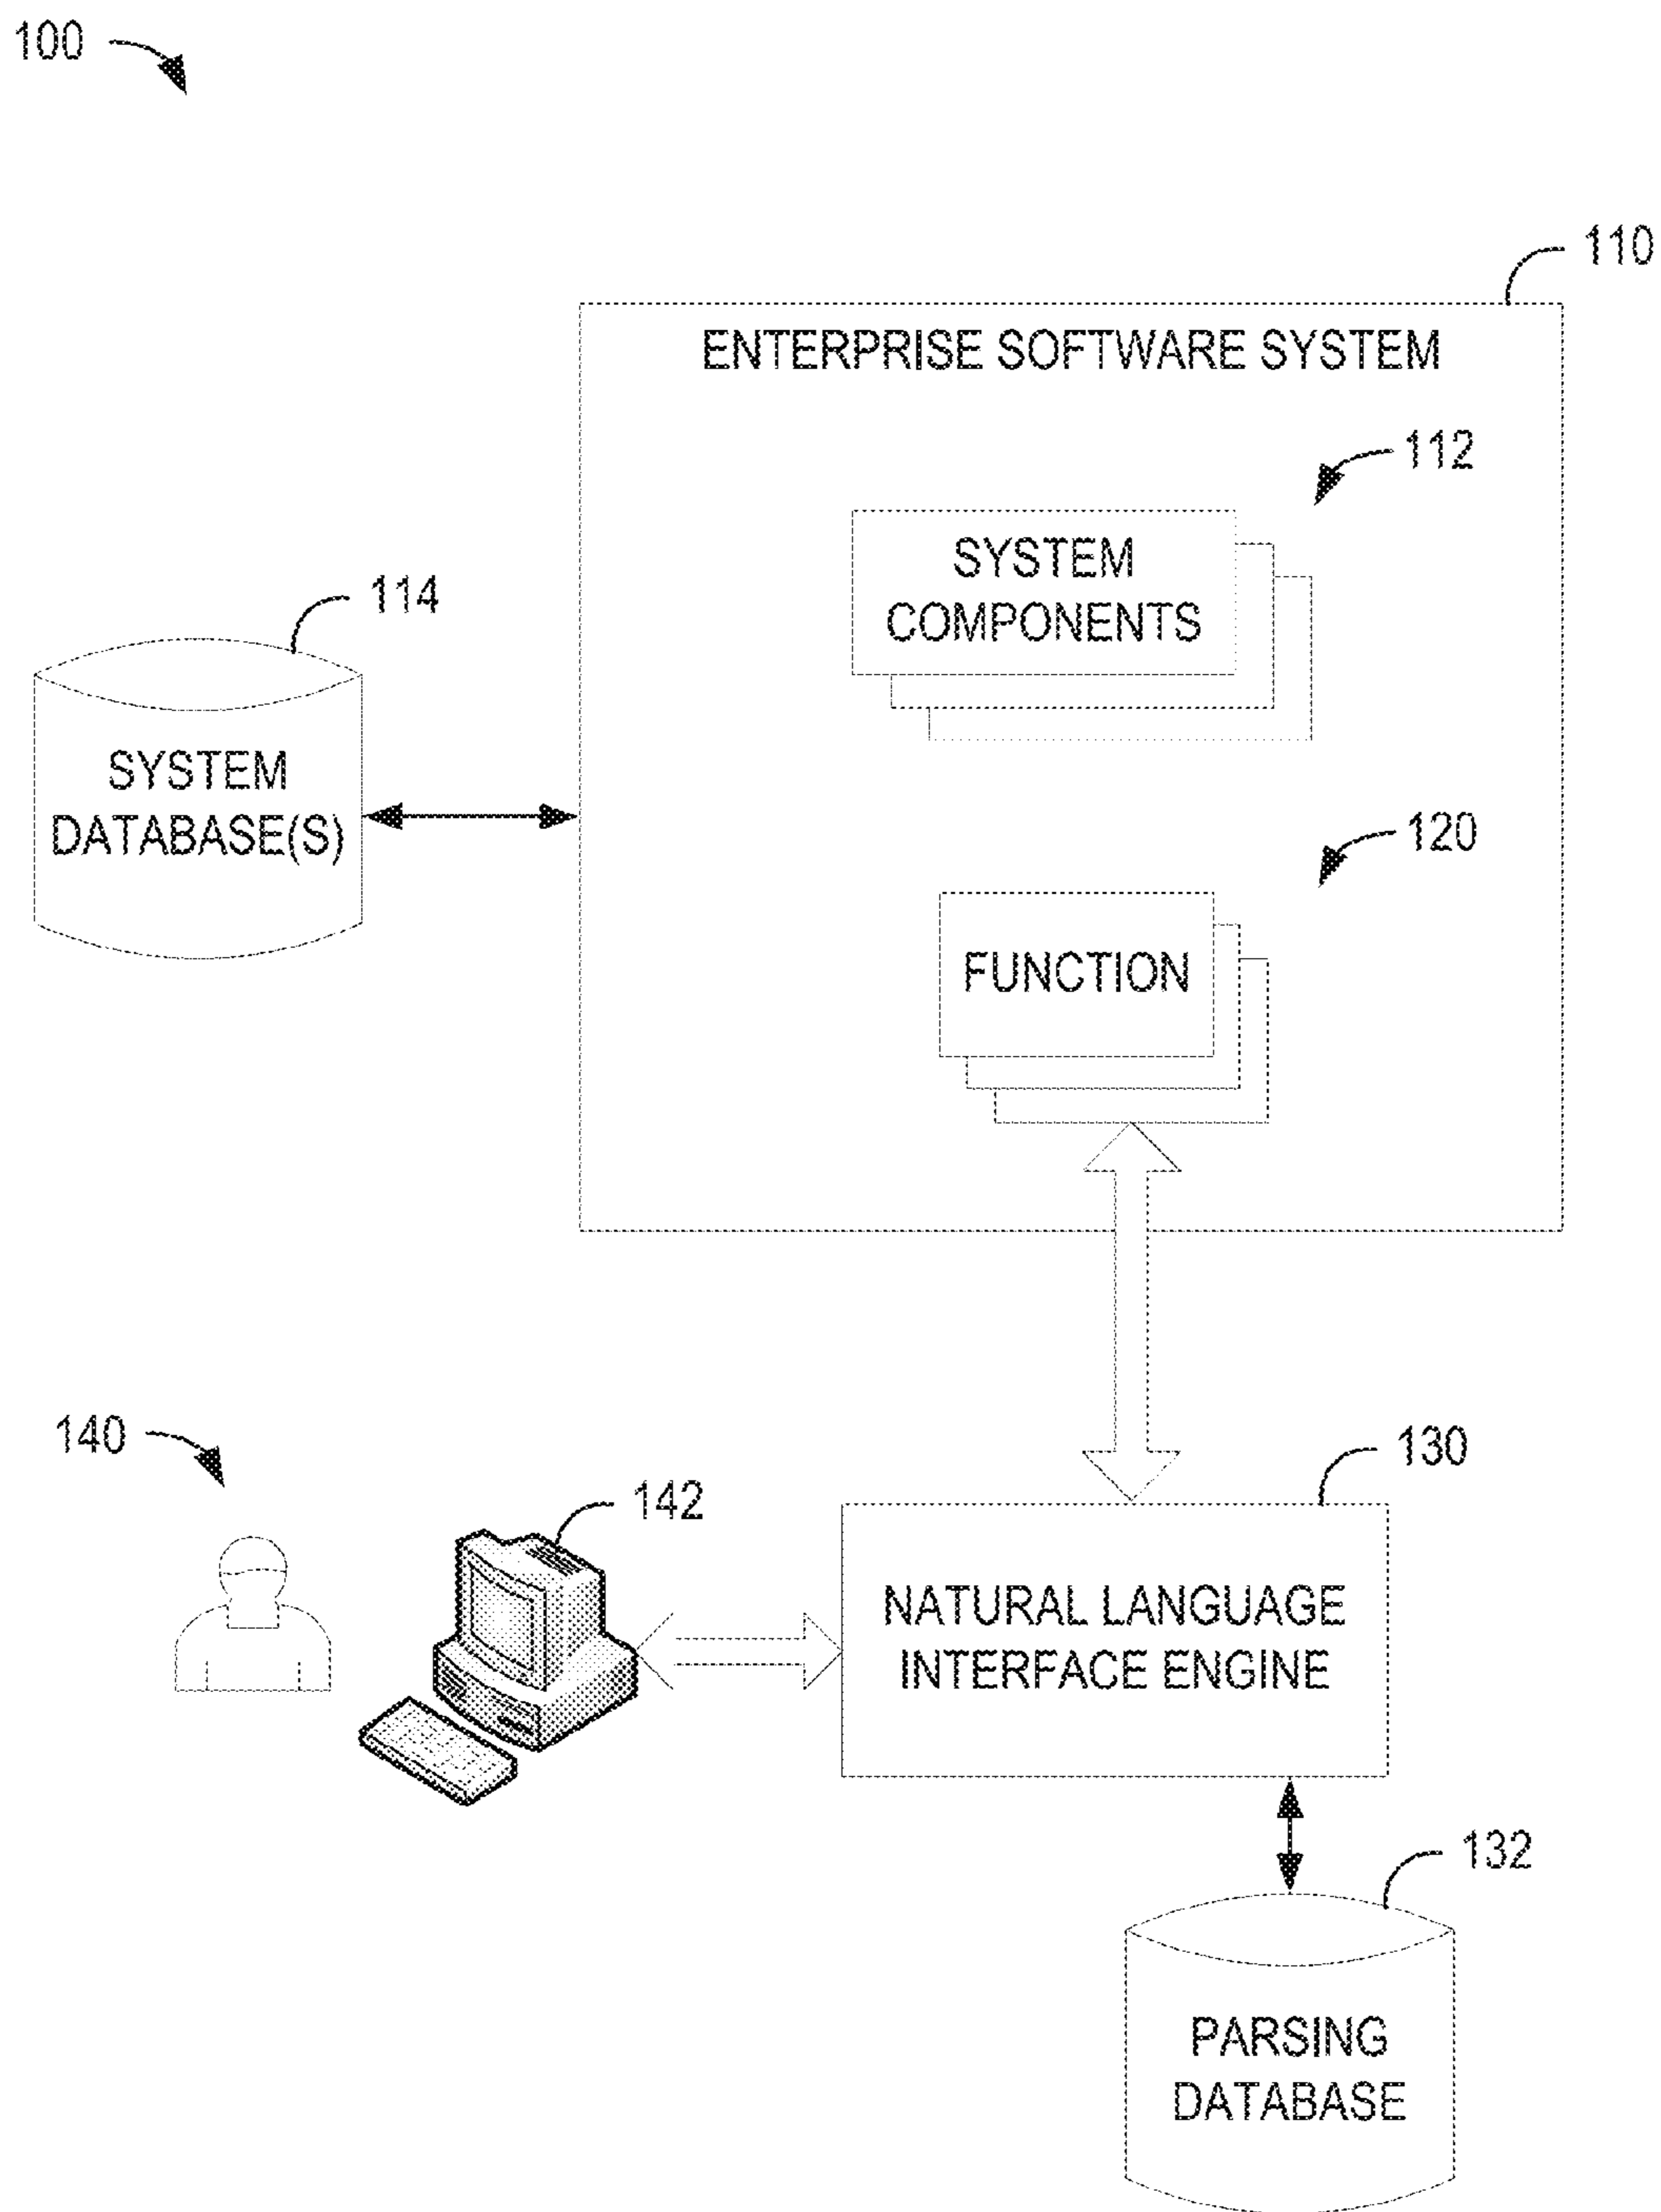 100
110
ENTERPRISE SOFTWARE SYSTEM
112
SYSTEM
COMPONENTS
114
SYSTEM
DATABASE(S)
120
FUNCTION
140
142
130
NATURAL LANGUAGE
INTERFACE ENGINE
132
PARSING
DATABASE